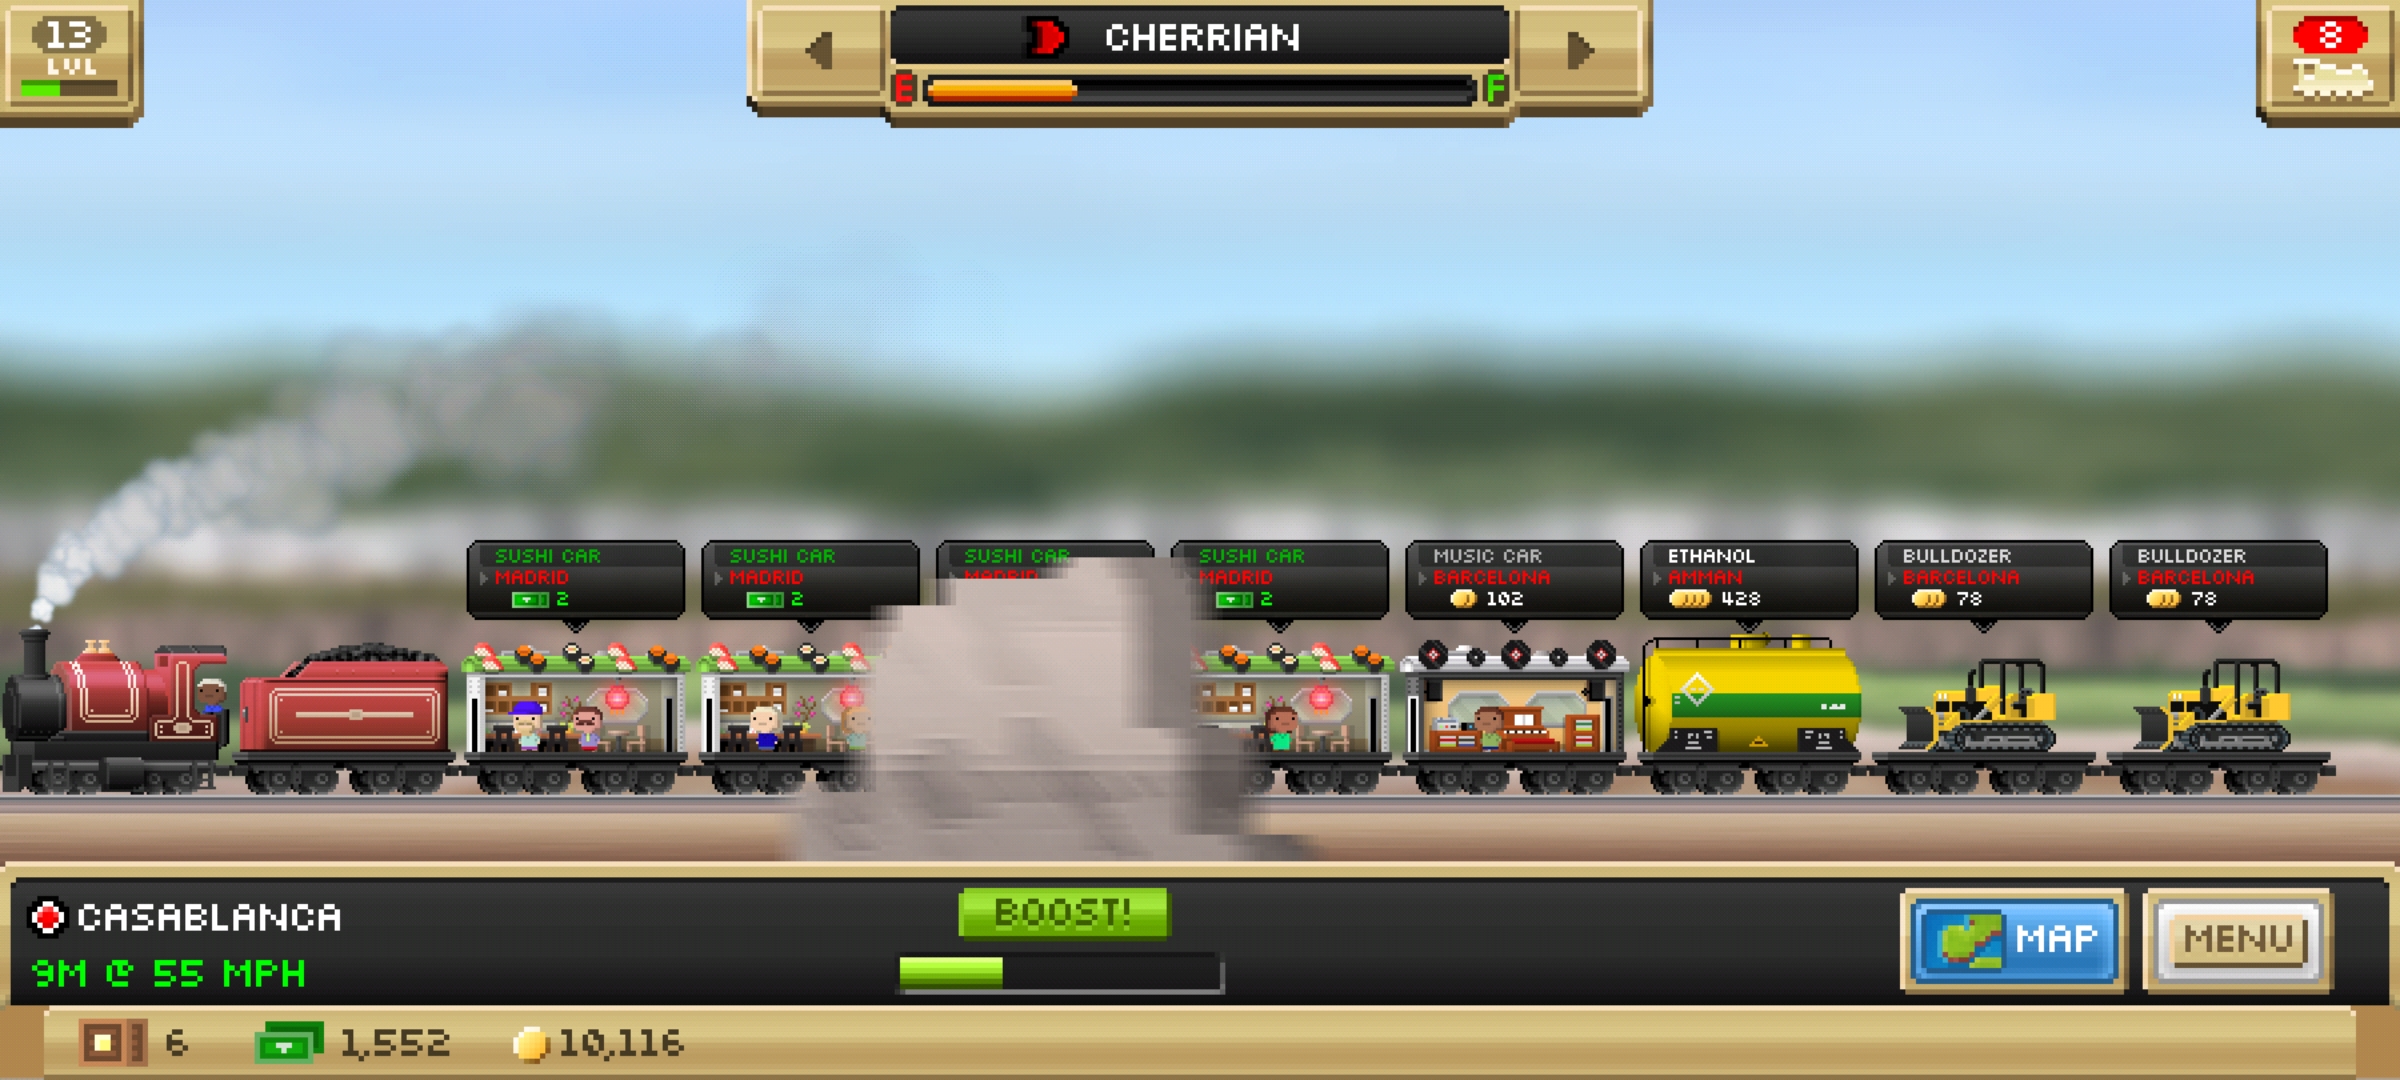 13
LVL
CHERRIAN
8
E F
SUSHI CAR
MADRID
2
SUSHI CAR
MADRID
2
SUSHI CAR
MADRID
SUSHI CAR
MADRID
2
MUSIC CAR
BARCELONA
102
ETHANOL
AMMAN
428
BULLDOZER
BARCELONA
78
BULLDOZER
BARCELONA
78
CASABLANCA
9M @ 55 MPH
BOOST!
MAP
MENU
6
1,552
10,116